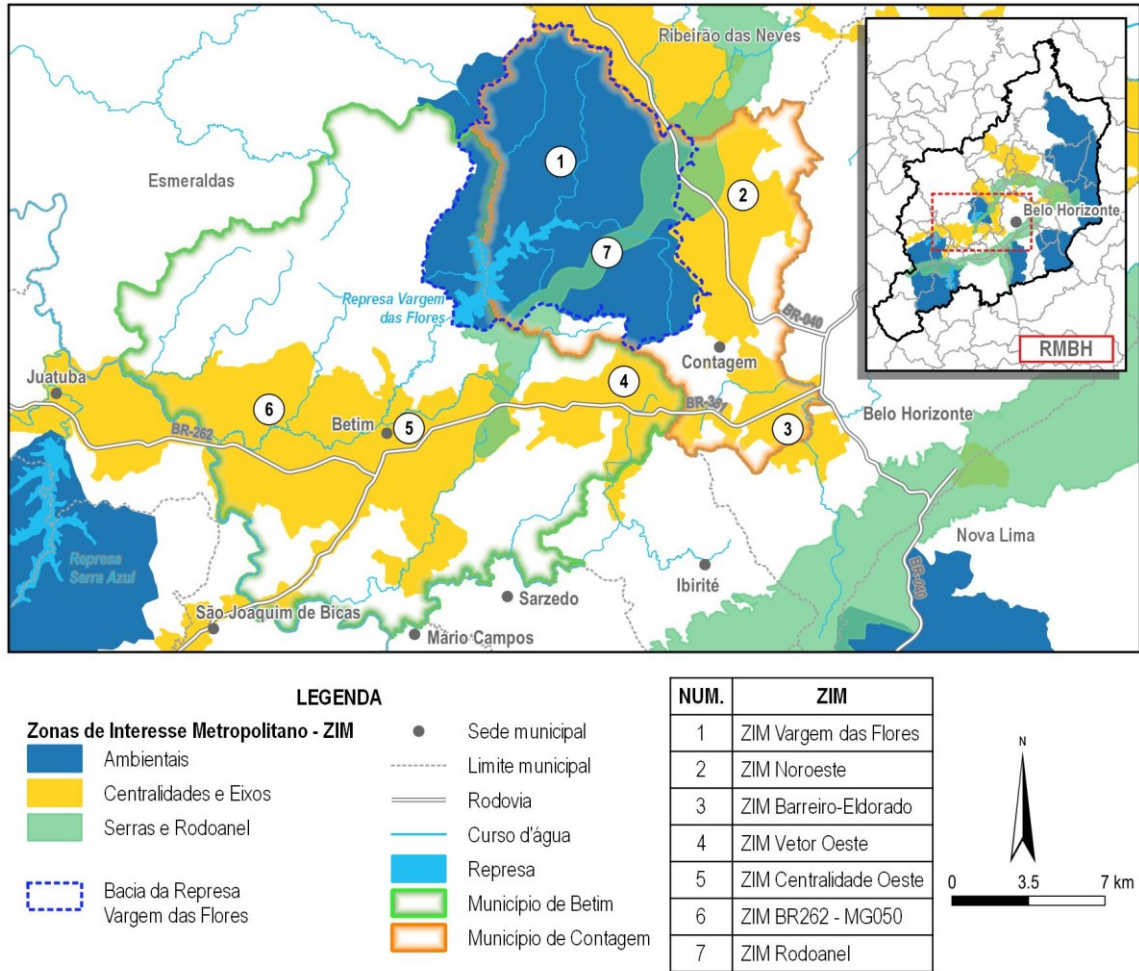 Ribeirão das Neves
Esmeraldas
1
2
7
Represa Vargem
das Flores
BR-040
Contagem
Juatuba
6
Betim
5
4
BR-381
3
BR-262
Belo Horizonte
Represa
Serra Azul
Nova Lima
BR-040
Ibirité
Sarzedo
São Joaquim de Bicas
Mário Campos
Belo Horizonte
RMBH
LEGENDA
Zonas de Interesse Metropolitano - ZIM
Ambientais
Centralidades e Eixos
Serras e Rodoanel
Bacia da Represa
Vargem das Flores
Sede municipal
Limite municipal
Rodovia
Curso d'água
Represa
Município de Betim
Município de Contagem
NUM. ZIM
1 ZIM Vargem das Flores
2 ZIM Noroeste
3 ZIM Barreiro-Eldorado
4 ZIM Vetor Oeste
5 ZIM Centralidade Oeste
6 ZIM BR262 - MG050
7 ZIM Rodoanel
N
0 3.5 7 km